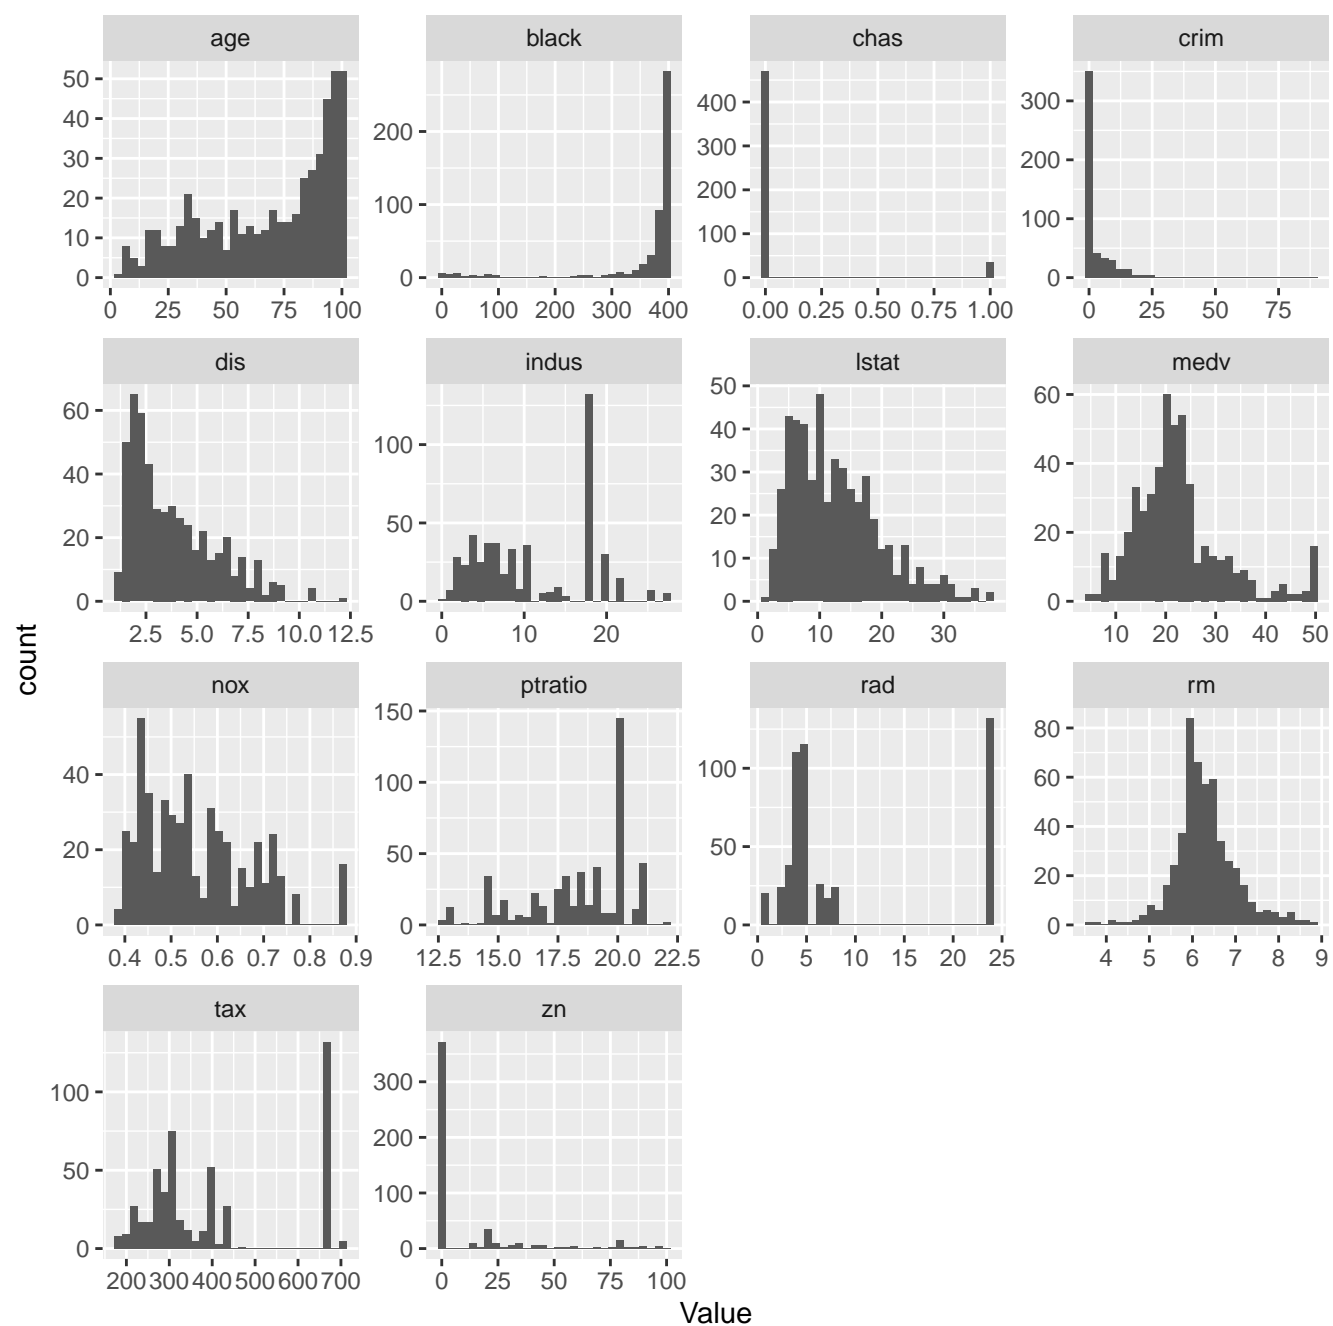 age
50
40
30
20
10
0
0 25 50 75 100
black
200
100
0
0 100 200 300 400
chas
400
300
200
100
0
0.00 0.25 0.50 0.75 1.00
crim
300
200
100
0
0 25 50 75
dis
60
40
20
0
2.5 5.0 7.5 10.0 12.5
indus
100
50
0
0 10 20
lstat
50
40
30
20
10
0
0 10 20 30
medv
60
40
20
0
10 20 30 40 50
count
nox
40
20
0
0.4 0.5 0.6 0.7 0.8 0.9
ptratio
150
100
50
0
12.5 15.0 17.5 20.0 22.5
rad
100
50
0
0 5 10 15 20 25
rm
80
60
40
20
0
4 5 6 7 8 9
tax
100
50
0
200 300 400 500 600 700
zn
300
200
100
0
0 25 50 75 100
Value